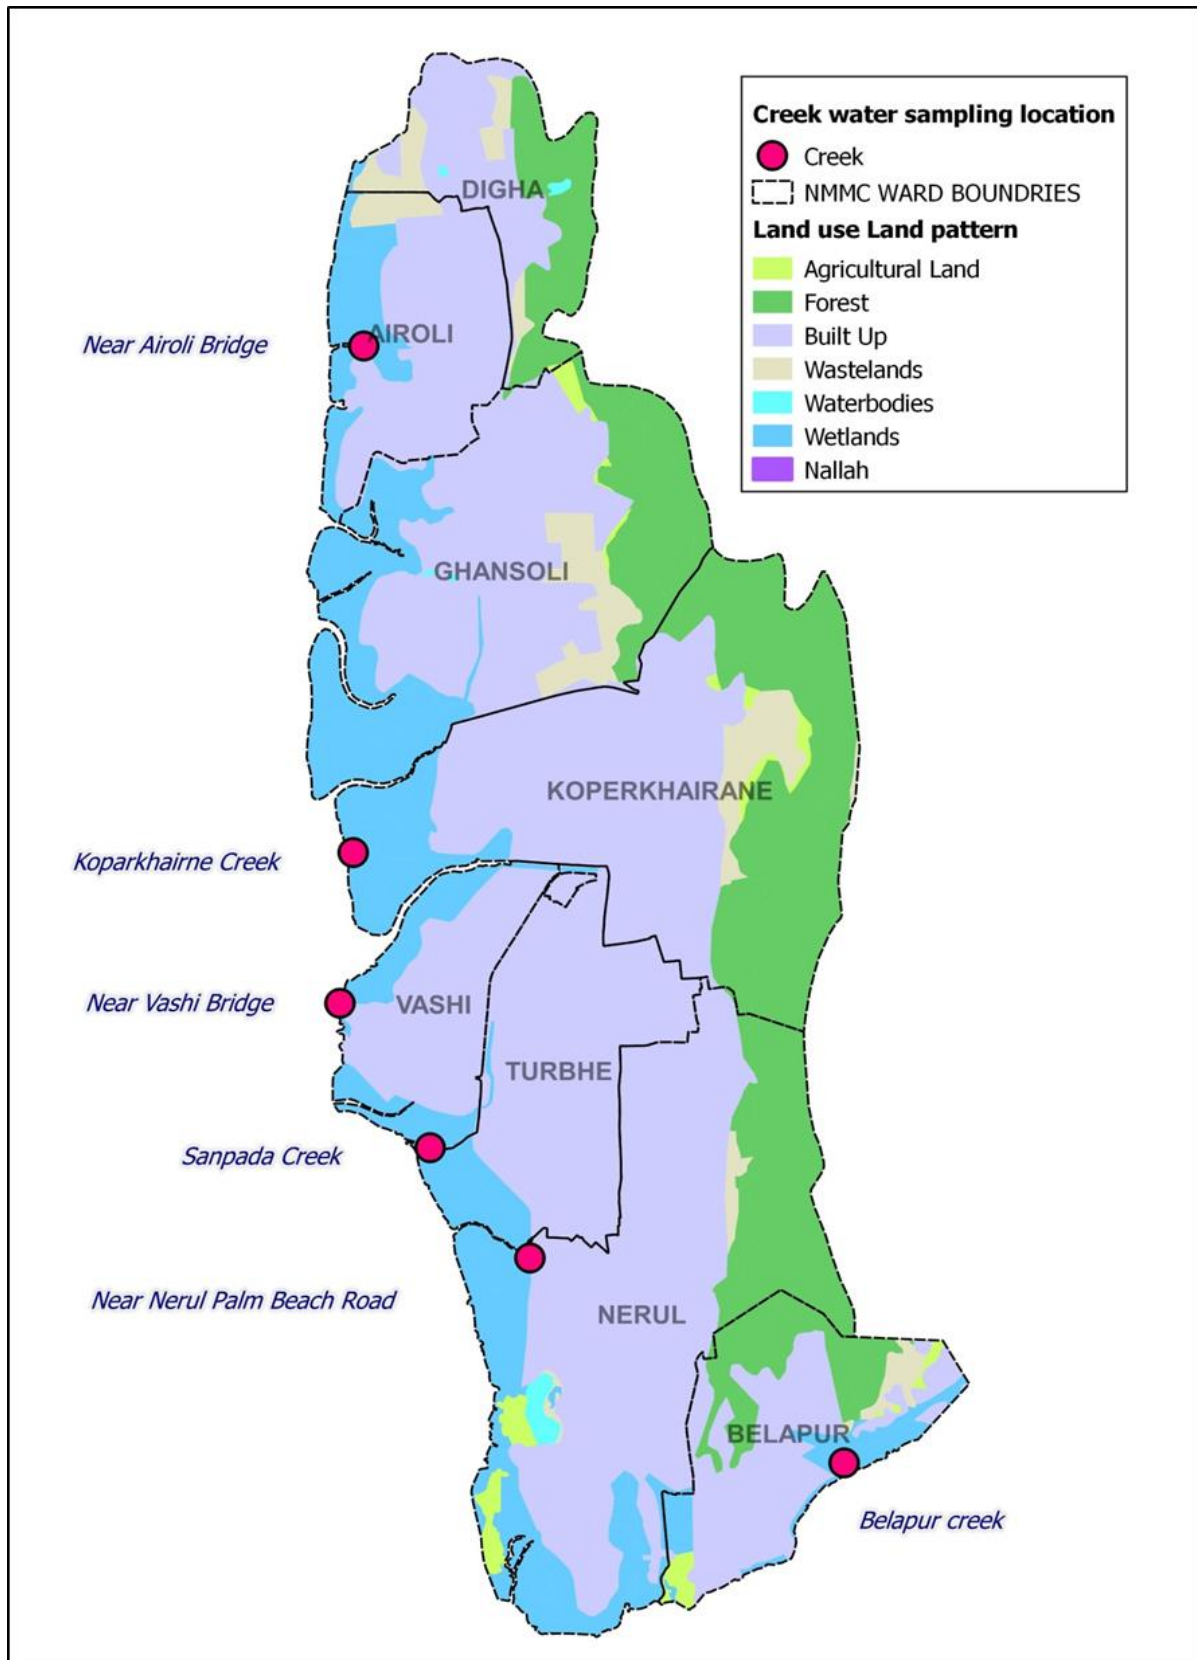 Creek water sampling location
Creek
NMMC WARD BOUNDRIES
Land use Land pattern
Agricultural Land
Forest
Built Up
Wastelands
Waterbodies
Wetlands
Nallah
DIGHA
AIROLI
Near Airoli Bridge
GHANSOLI
KOPERKHAIRANE
Koparkhairne Creek
VASHI
Near Vashi Bridge
TURBHE
Sanpada Creek
Near Nerul Palm Beach Road
NERUL
BELAPUR
Belapur creek